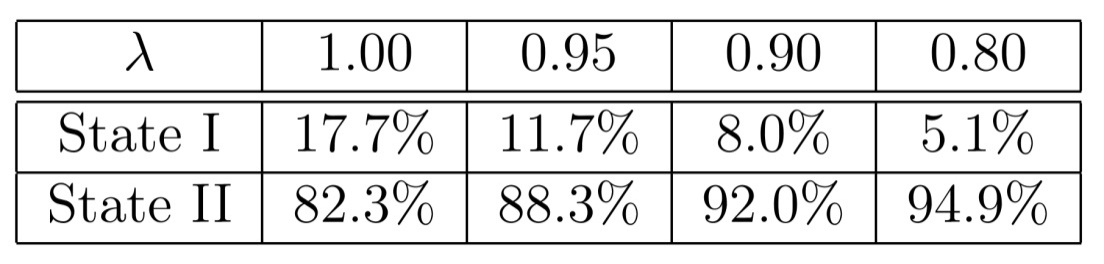 λ 1.00 0.95 0.90 0.80
State I 17.7% 11.7% 8.0% 5.1%
State II 82.3% 88.3% 92.0% 94.9%